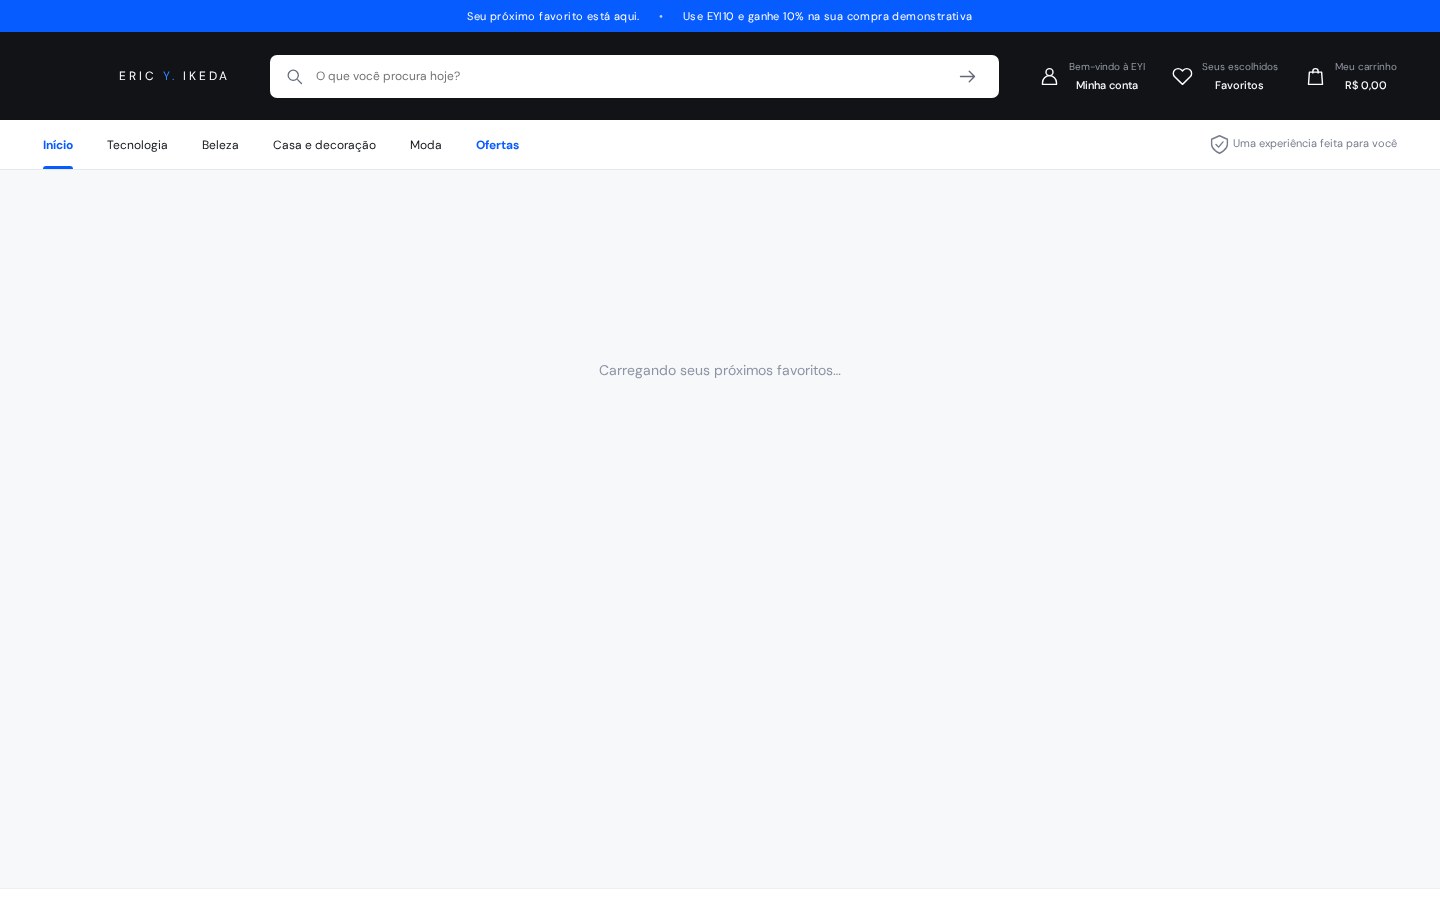 Seu próximo favorito está aqui. • Use EYI10 e ganhe 10% na sua compra demonstrativa
ERIC Y. IKEDA
O que você procura hoje?
Bem-vindo à EYI
Minha conta
Seus escolhidos
Favoritos
Meu carrinho
R$ 0,00
Início Tecnologia Beleza Casa e decoração Moda Ofertas
Uma experiência feita para você
Carregando seus próximos favoritos...